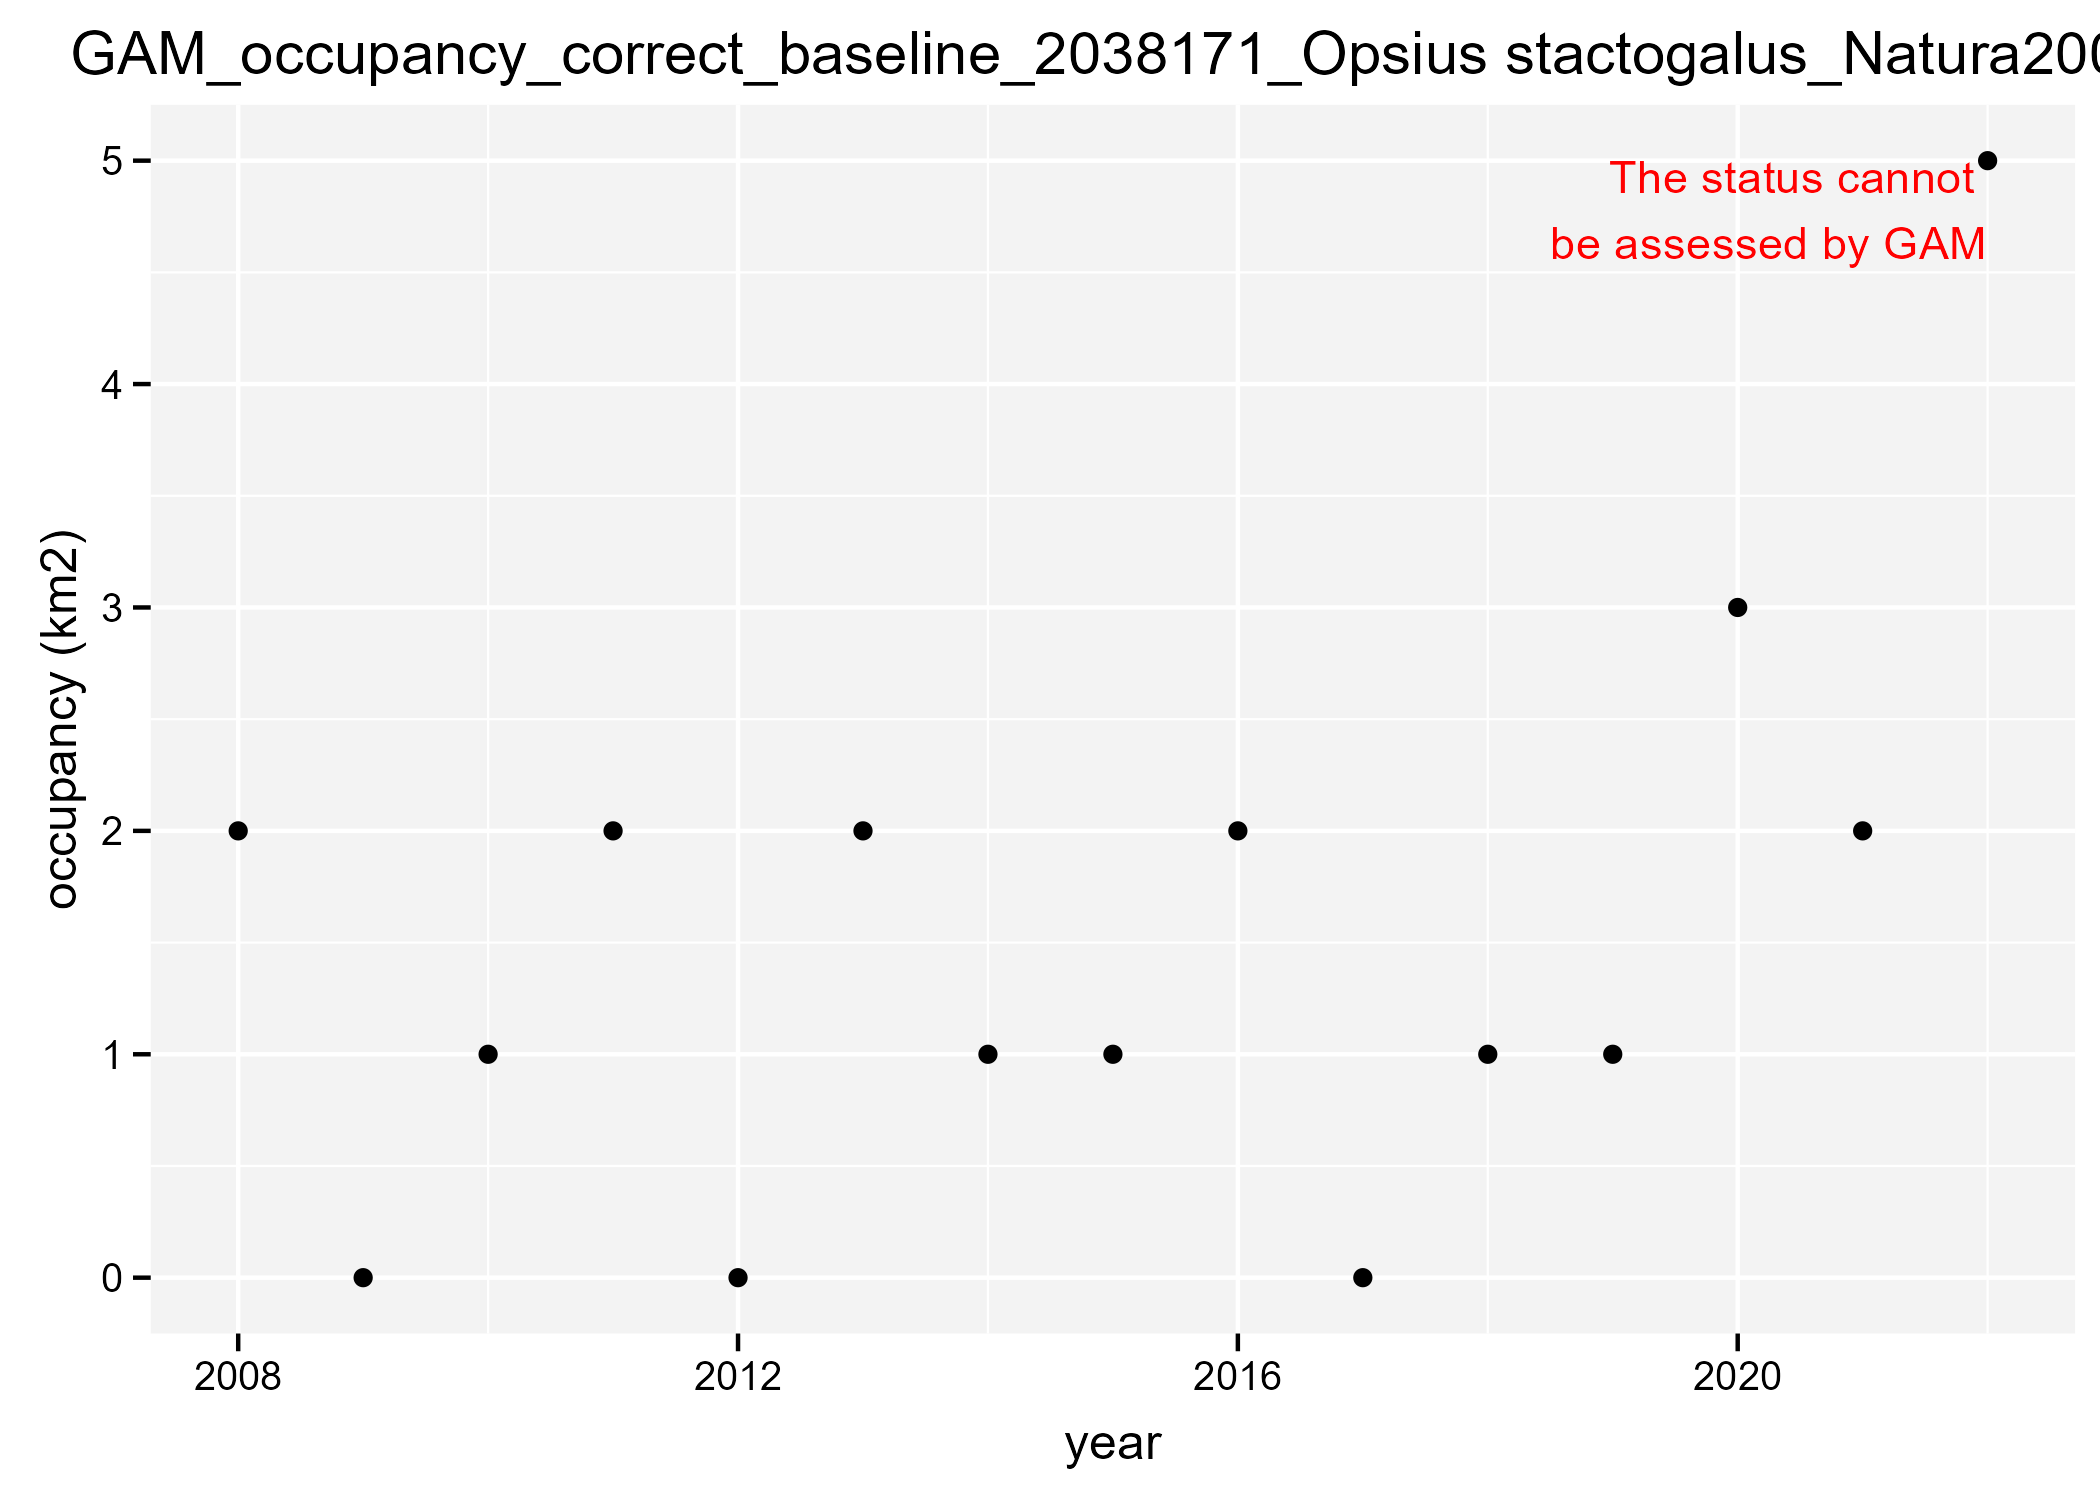 GAM_occupancy_correct_baseline_2038171_Opsius stactogalus_Natura200
The status cannot
be assessed by GAM
5
4
3
2
1
0
occupancy (km2)
2008 2012 2016 2020
year